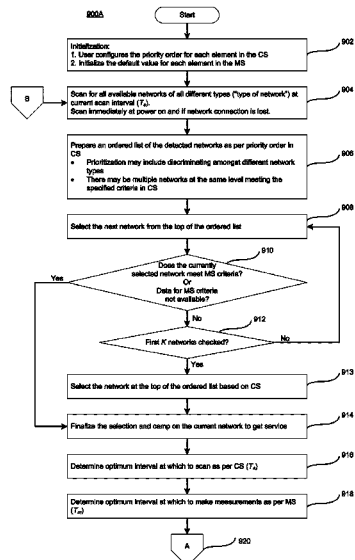 900A
Start
Initialization:
1. User configures the priority order for each element in the CS
2. Initialize the default value for each element in the MS
902
B
Scan for all available networks of all different types ("type of network") at
current scan interval (Ts).
Scan immediately at power on and if network connection is lost.
904
Prepare an ordered list of the detected networks as per priority order in
CS
• Prioritization may include discriminating amongst different network
types
• There may be multiple networks at the same level meeting the
specified criteria in CS
906
908
Select the next network from the top of the ordered list
910
Does the currently
selected network meet MS criteria?
Or
Data for MS criteria
not available?
Yes
No
912
First K networks checked?
No
Yes
913
Select the network at the top of the ordered list based on CS
914
Finalize the selection and camp on the current network to get service
916
Determine optimum interval at which to scan as per CS (Ts)
918
Determine optimum interval at which to make measurements as per MS
(Tm)
A
920